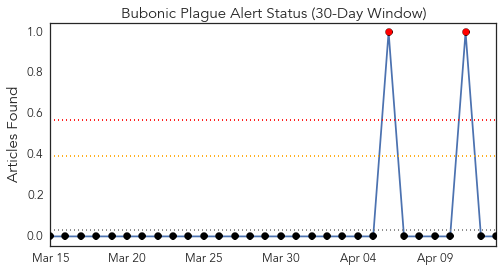 Bubonic Plague Alert Status (30-Day Window)
Articles Found
1.0
0.8
0.6
0.4
0.2
0.0
Mar 15
Mar 20
Mar 25
Mar 30
Apr 04
Apr 09